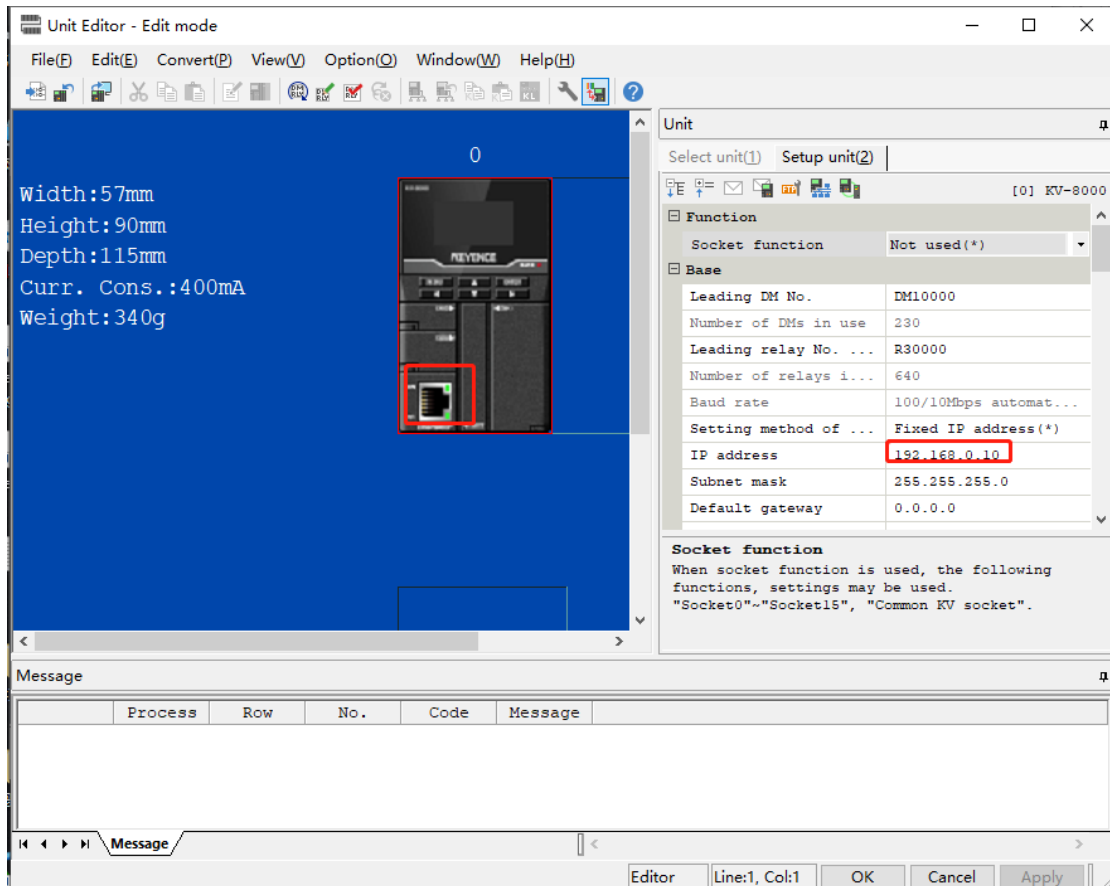 Unit Editor - Edit mode
File(F) Edit(E) Convert(P) View(V) Option(O) Window(W) Help(H)
0
Width:57mm
Height:90mm
Depth:115mm
Curr. Cons.:400mA
Weight:340g
KEYENCE
Unit
Select unit(1) Setup unit(2)
[0] KV-8000
Function
Socket function Not used(*)
Base
Leading DM No. DM10000
Number of DMs in use 230
Leading relay No. ... R30000
Number of relays i... 640
Baud rate 100/10Mbps automat...
Setting method of ... Fixed IP address(*)
IP address 192.168.0.10
Subnet mask 255.255.255.0
Default gateway 0.0.0.0
Socket function
When socket function is used, the following
functions, settings may be used.
"Socket0"~"Socket15", "Common KV socket".
Message
Process Row No. Code Message
Message
Editor Line:1, Col:1 OK Cancel Apply